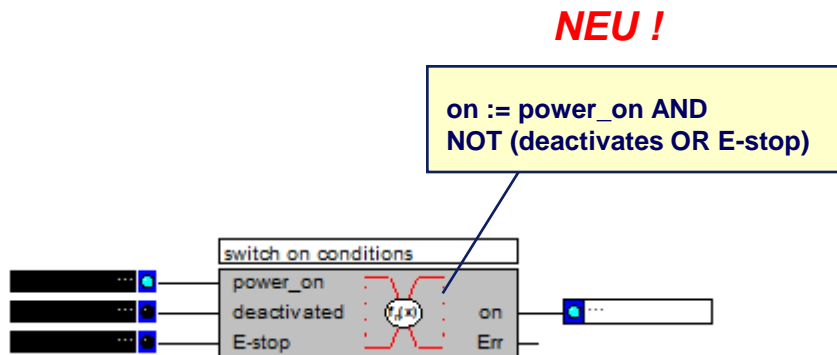 NEU !
on := power_on AND
NOT (deactivates OR E-stop)
switch on conditions
... power_on
... deactivated on ...
... E-stop Err